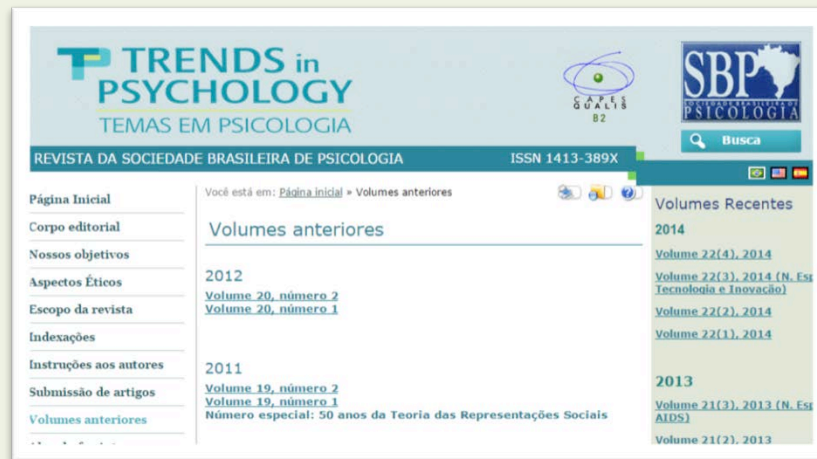 TRENDS in
PSYCHOLOGY
TEMAS EM PSICOLOGIA
CAPES
QUALIS
B2
SBP
SOCIEDADE BRASILEIRA DE
PSICOLOGIA
Busca
REVISTA DA SOCIEDADE BRASILEIRA DE PSICOLOGIA ISSN 1413-389X
Página Inicial
Corpo editorial
Nossos objetivos
Aspectos Éticos
Escopo da revista
Indexações
Instruções aos autores
Submissão de artigos
Volumes anteriores
Você está em: Página inicial » Volumes anteriores
Volumes anteriores
2012
Volume 20, número 2
Volume 20, número 1
2011
Volume 19, número 2
Volume 19, número 1
Número especial: 50 anos da Teoria das Representações Sociais
Volumes Recentes
2014
Volume 22(4), 2014
Volume 22(3), 2014 (N. Esp
Tecnologia e Inovação)
Volume 22(2), 2014
Volume 22(1), 2014
2013
Volume 21(3), 2013 (N. Esp
AIDS)
Volume 21(2), 2013